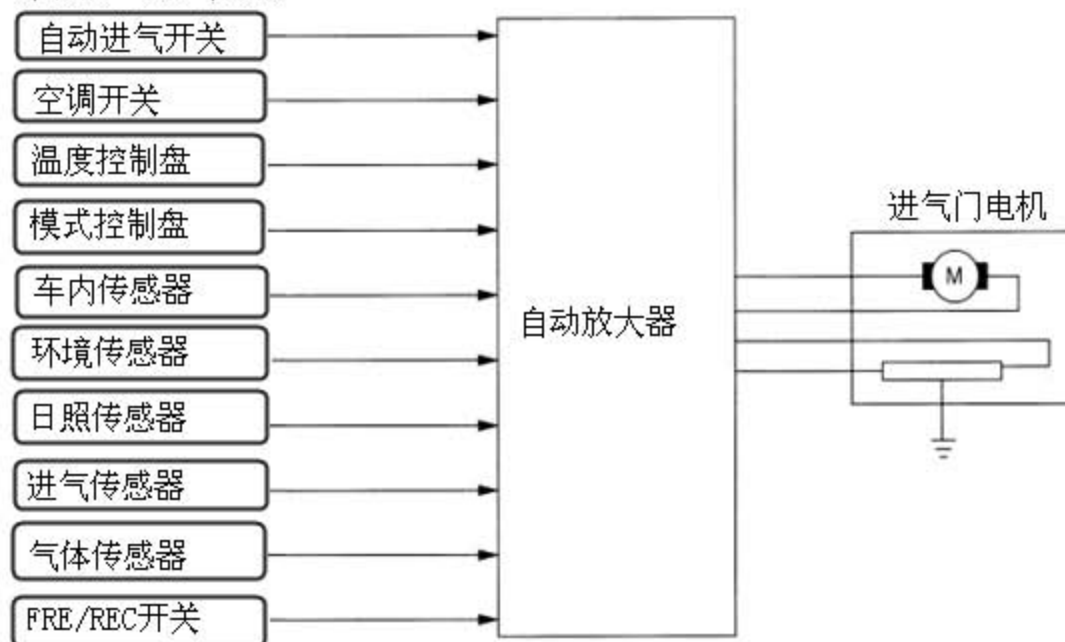 自动进气开关
空调开关
温度控制盘
模式控制盘
车内传感器
环境传感器
日照传感器
进气传感器
气体传感器
FRE/REC开关
自动放大器
进气门电机
M